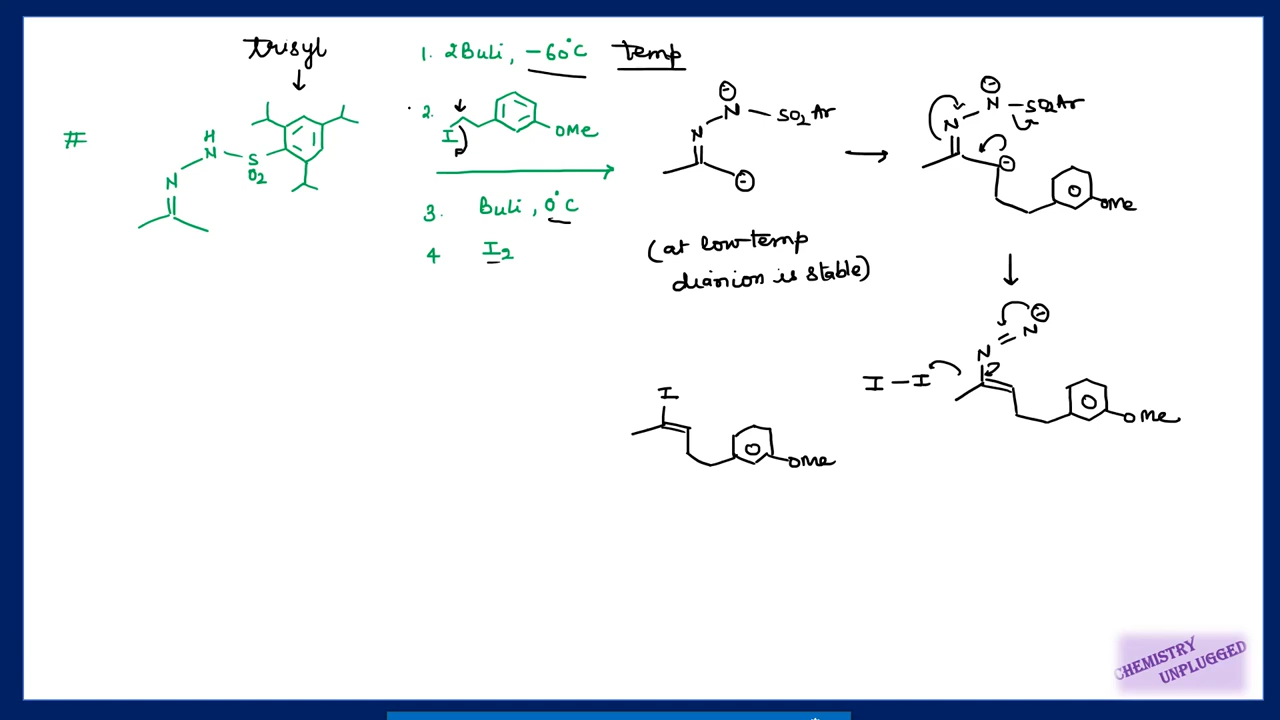 trisyl
#
H
N
N
S
O2
1. 2Buli, -60°C temp
2.
I
OMe
3. Buli, 0°C
4 I2
N
N
SO2Ar
(at low temp
dianion is stable)
N
N
SO2Ar
OMe
N
N
I - I
OMe
I
OMe
CHEMISTRY
UNPLUGGED